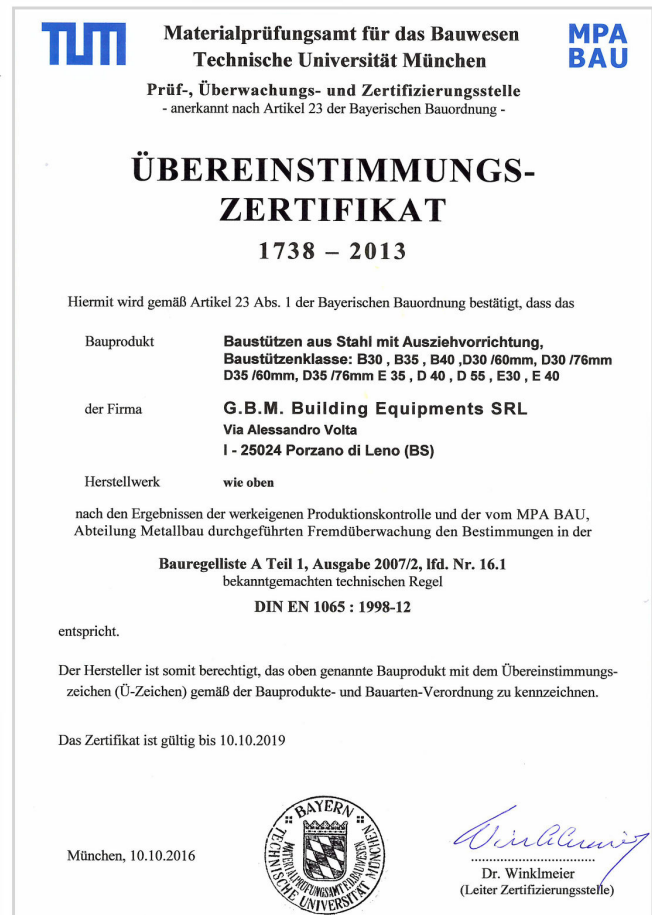 TUM
Materialprüfungsamt für das Bauwesen
Technische Universität München
MPA
BAU
Prüf-, Überwachungs- und Zertifizierungsstelle
- anerkannt nach Artikel 23 der Bayerischen Bauordnung -
ÜBEREINSTIMMUNGS-
ZERTIFIKAT
1738 – 2013
Hiermit wird gemäß Artikel 23 Abs. 1 der Bayerischen Bauordnung bestätigt, dass das
Bauprodukt Baustützen aus Stahl mit Ausziehvorrichtung,
Baustützenklasse: B30 , B35 , B40 ,D30 /60mm, D30 /76mm
D35 /60mm, D35 /76mm E 35 , D 40 , D 55 , E30 , E 40
der Firma G.B.M. Building Equipments SRL
Via Alessandro Volta
I - 25024 Porzano di Leno (BS)
Herstellwerk wie oben
nach den Ergebnissen der werkeigenen Produktionskontrolle und der vom MPA BAU,
Abteilung Metallbau durchgeführten Fremdüberwachung den Bestimmungen in der
Bauregelliste A Teil 1, Ausgabe 2007/2, lfd. Nr. 16.1
bekanntgemachten technischen Regel
DIN EN 1065 : 1998-12
entspricht.
Der Hersteller ist somit berechtigt, das oben genannte Bauprodukt mit dem Übereinstimmungs-
zeichen (Ü-Zeichen) gemäß der Bauprodukte- und Bauarten-Verordnung zu kennzeichnen.
Das Zertifikat ist gültig bis 10.10.2019
München, 10.10.2016
BAYERN
TECHNISCHE UNIVERSITÄT MÜNCHEN
MATERIALPRÜFUNGSAMT F.D. BAUWESEN
Winklmeier
Dr. Winklmeier
(Leiter Zertifizierungsstelle)